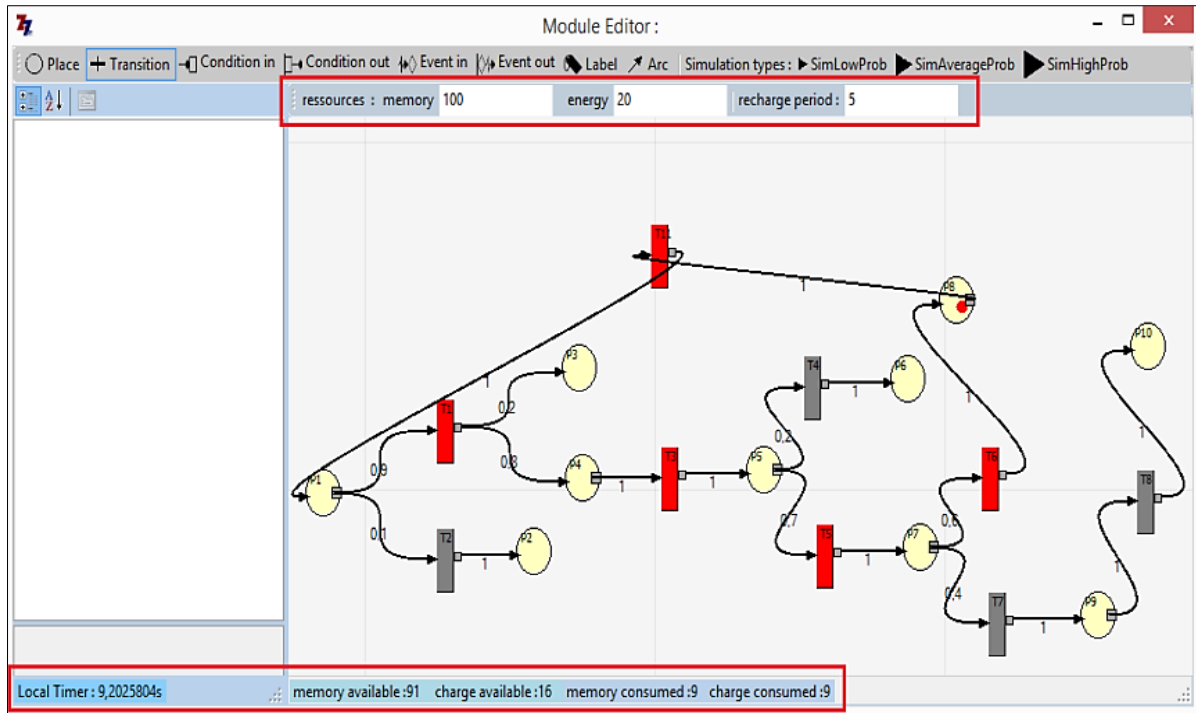 Module Editor :
Place Transition Condition in Condition out Event in Event out Label Arc Simulation types : SimLowProb SimAverageProb SimHighProb
ressources : memory 100 energy 20 recharge period : 5
T11
1
P8
P10
P3
T4
P6
1
1
1
1
T1
0,2
0,2
1
0,9
0,8
P4
T3
P5
T6
T8
P1
1
1
0,1
0,7
0,6
T2
P2
T5
P7
1
1
1
0,4
T7
P9
1
Local Timer : 9,2025804s memory available :91 charge available :16 memory consumed :9 charge consumed :9